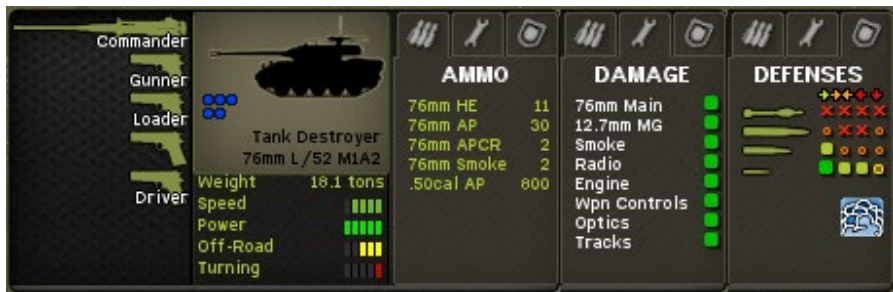 Commander
Gunner
Loader
Driver
Tank Destroyer
76mm L/52 M1A2
Weight 18.1 tons
Speed
Power
Off-Road
Turning
AMMO
76mm HE 11
76mm AP 30
76mm APCR 2
76mm Smoke 2
.50cal AP 800
DAMAGE
76mm Main
12.7mm MG
Smoke
Radio
Engine
Wpn Controls
Optics
Tracks
DEFENSES